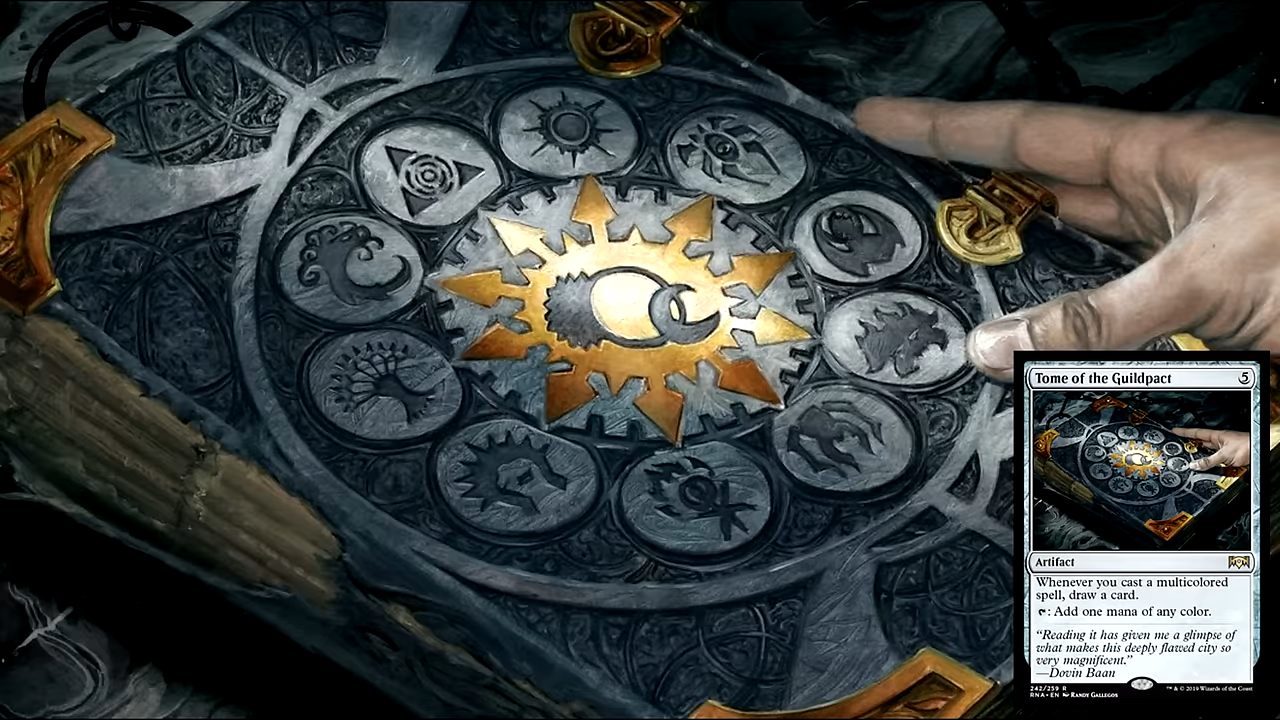 Tome of the Guildpact 5
Artifact
Whenever you cast a multicolored
spell, draw a card.
: Add one mana of any color.
“Reading it has given me a glimpse of
what makes this deeply flawed city so
very magnificent.”
—Dovin Baan
242/259 R
RNA • EN RANDY GALLEGOS
™ & © 2019 Wizards of the Coast